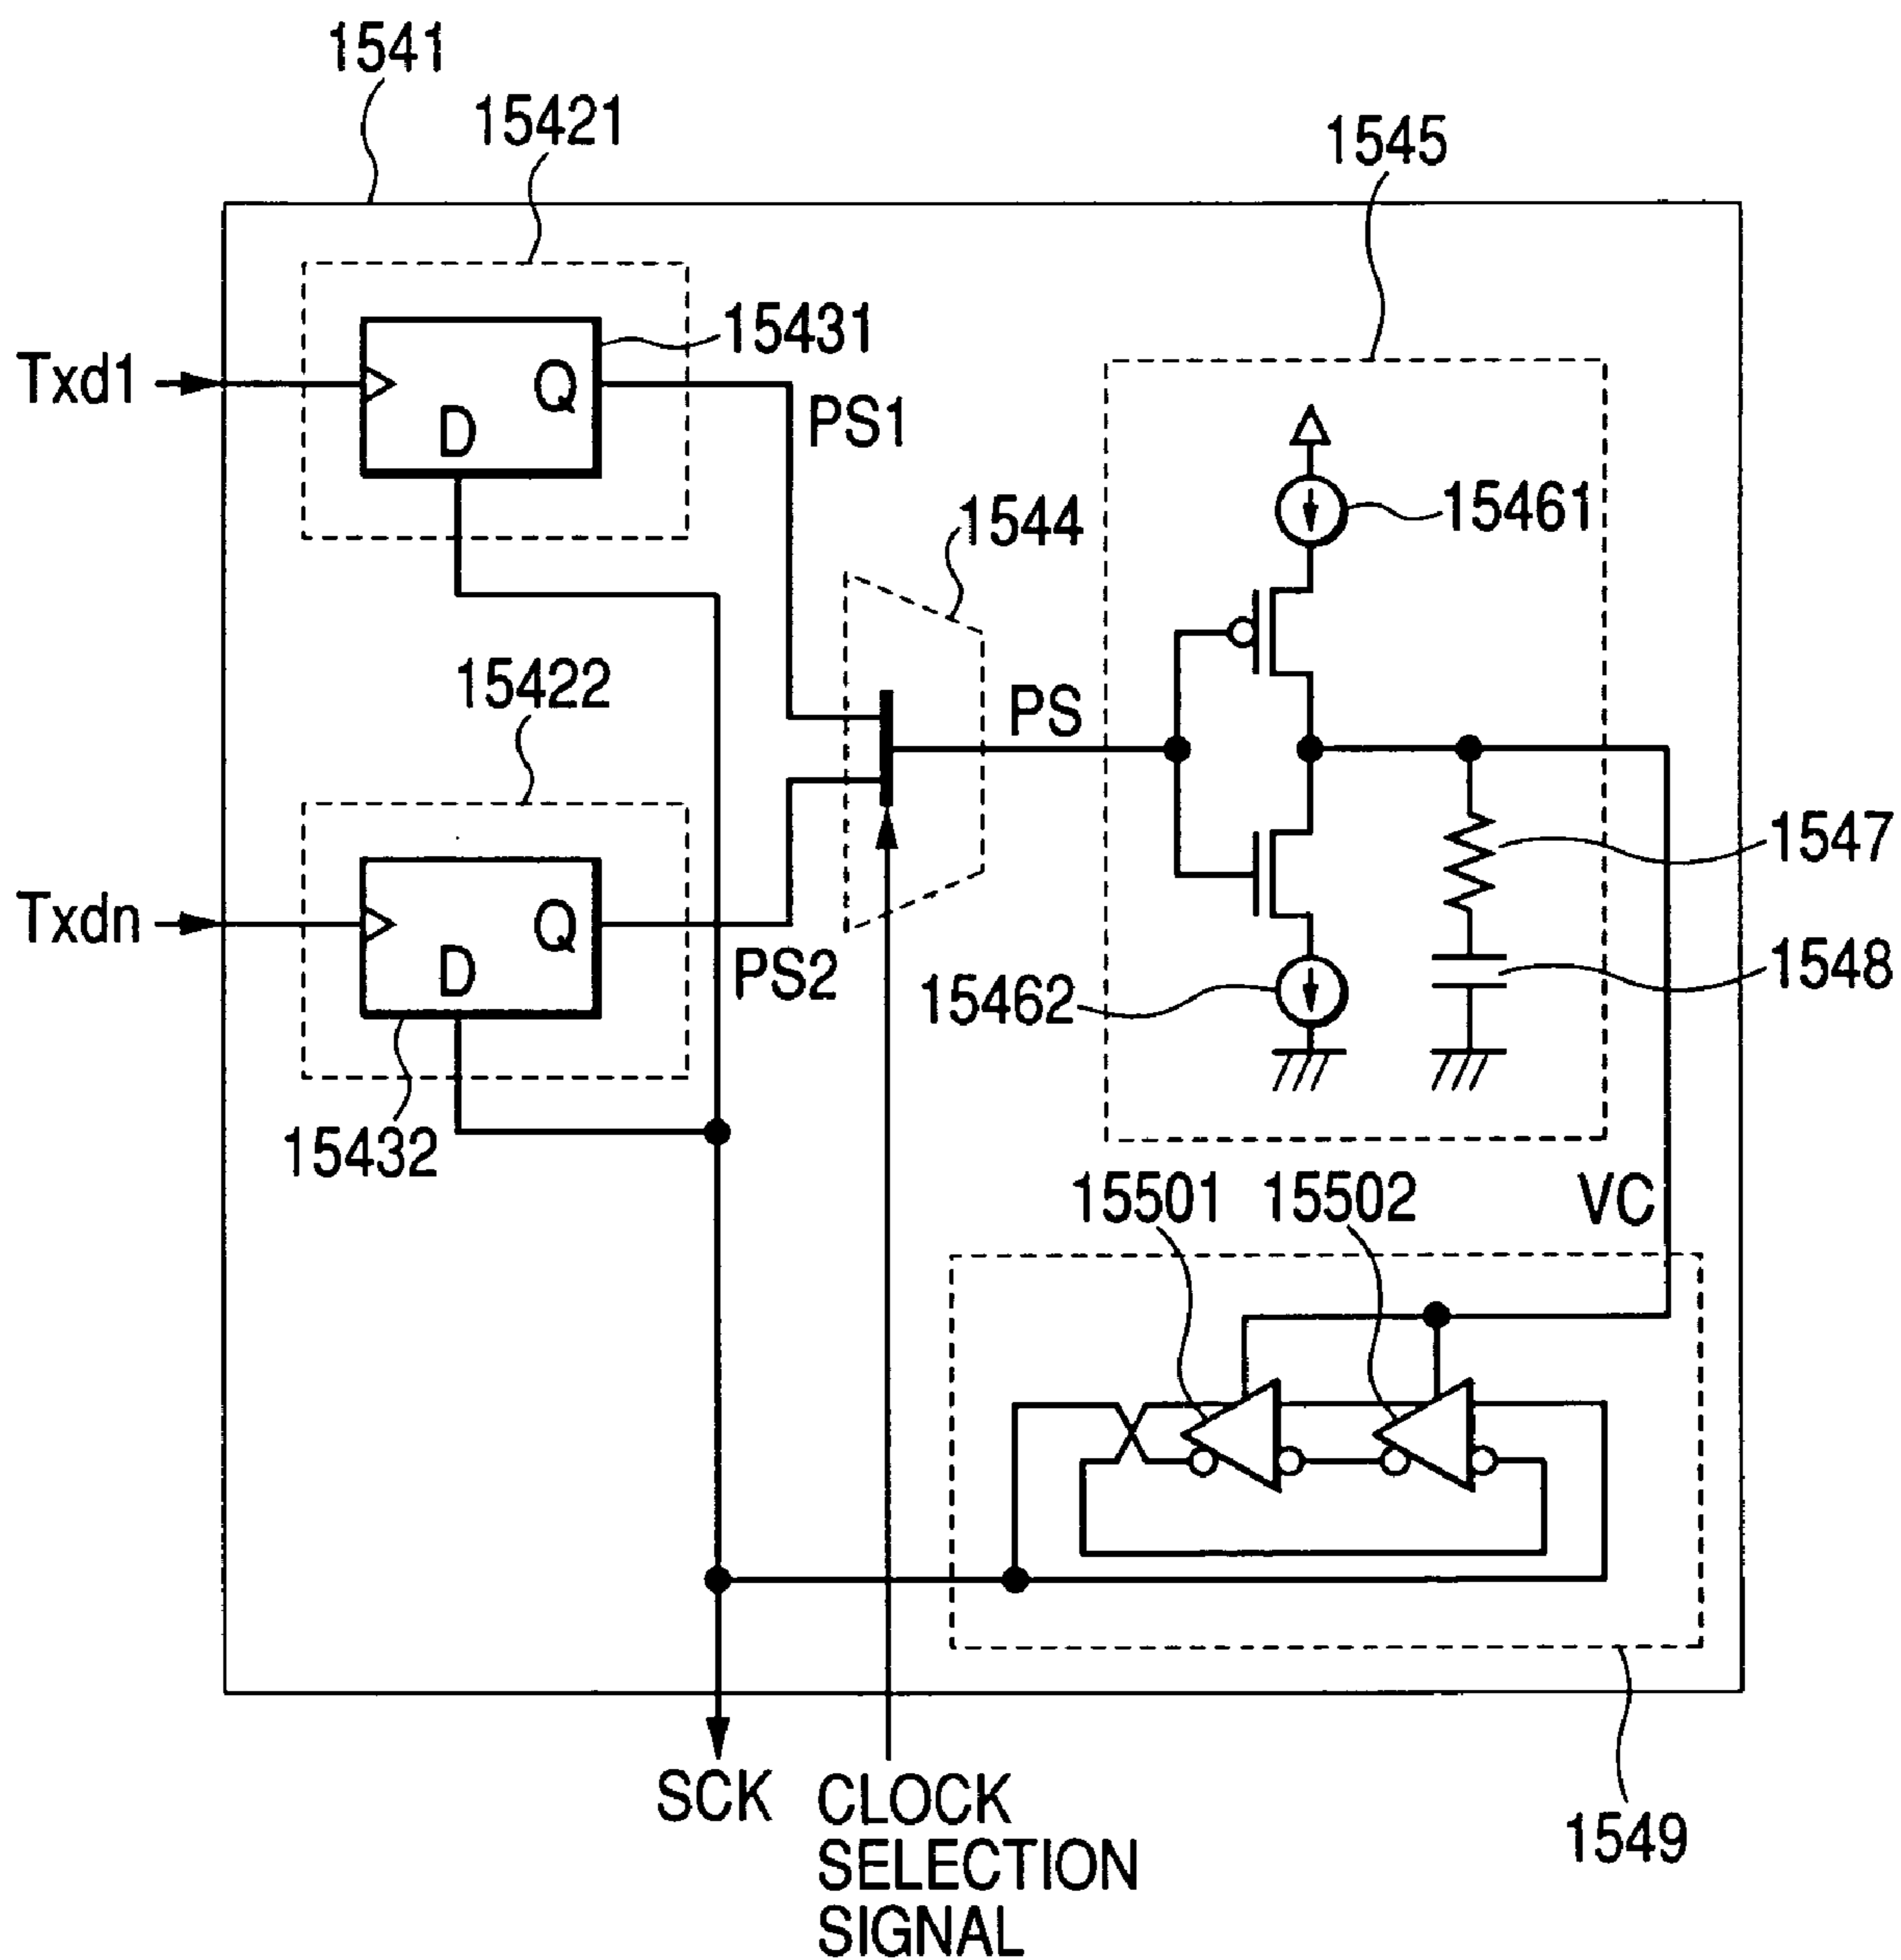 1541
15421
1545
15431
Txd1
Q
D
PS1
15461
1544
15422
PS
1547
Txdn
Q
D
PS2
15462
1548
15432
15501
15502
VC
SCK
CLOCK
SELECTION
SIGNAL
1549